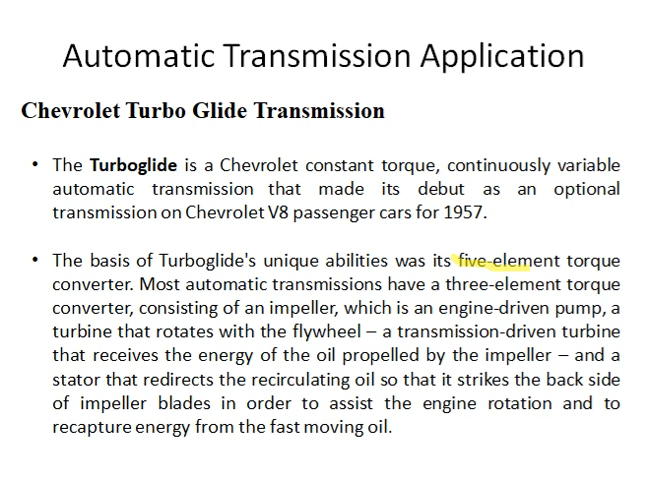 Automatic Transmission Application
Chevrolet Turbo Glide Transmission
• The Turboglide is a Chevrolet constant torque, continuously variable
automatic transmission that made its debut as an optional
transmission on Chevrolet V8 passenger cars for 1957.
• The basis of Turboglide's unique abilities was its five-element torque
converter. Most automatic transmissions have a three-element torque
converter, consisting of an impeller, which is an engine-driven pump, a
turbine that rotates with the flywheel – a transmission-driven turbine
that receives the energy of the oil propelled by the impeller – and a
stator that redirects the recirculating oil so that it strikes the back side
of impeller blades in order to assist the engine rotation and to
recapture energy from the fast moving oil.